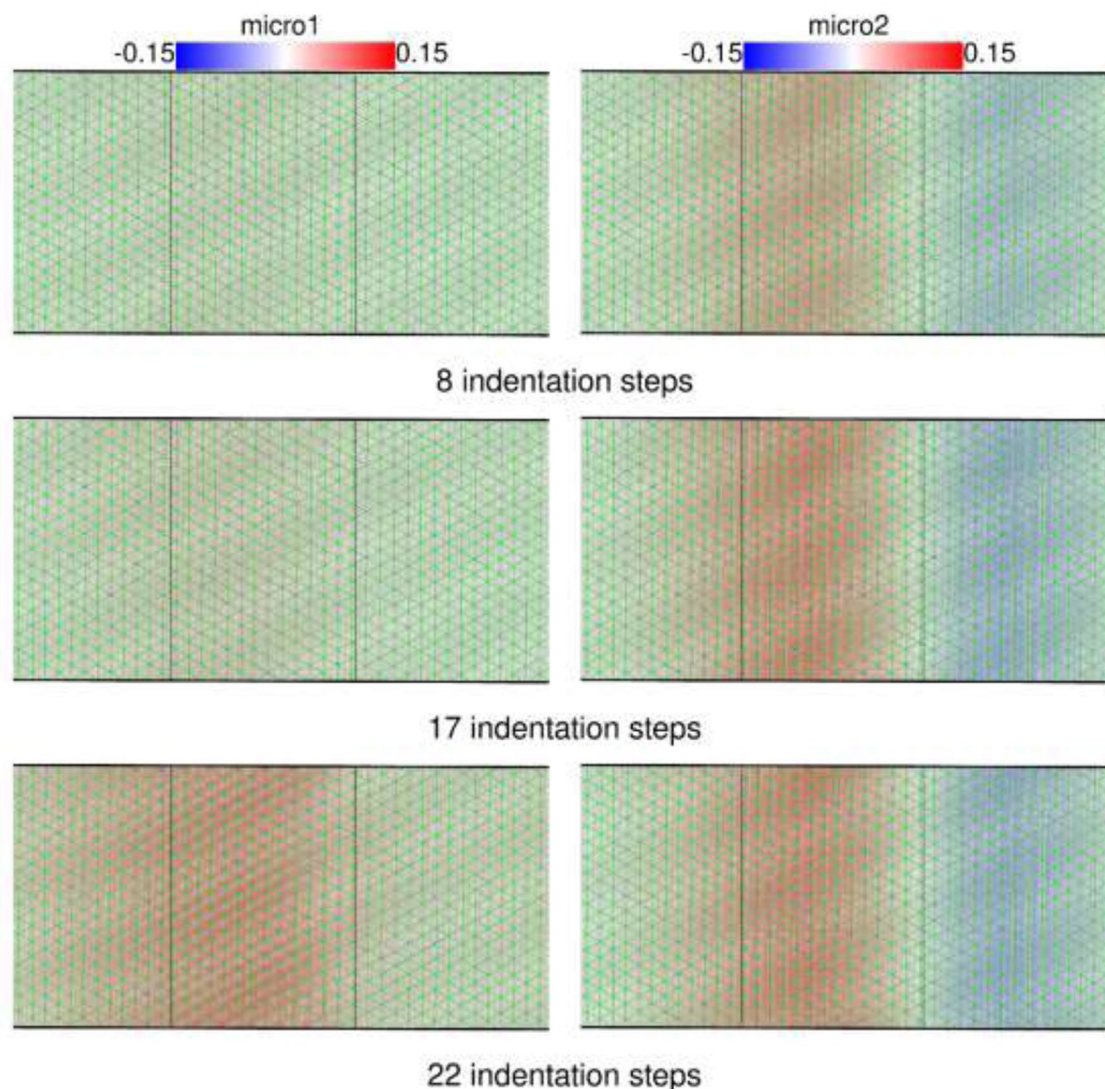 micro1
-0.15 0.15
micro2
-0.15 0.15
8 indentation steps
17 indentation steps
22 indentation steps